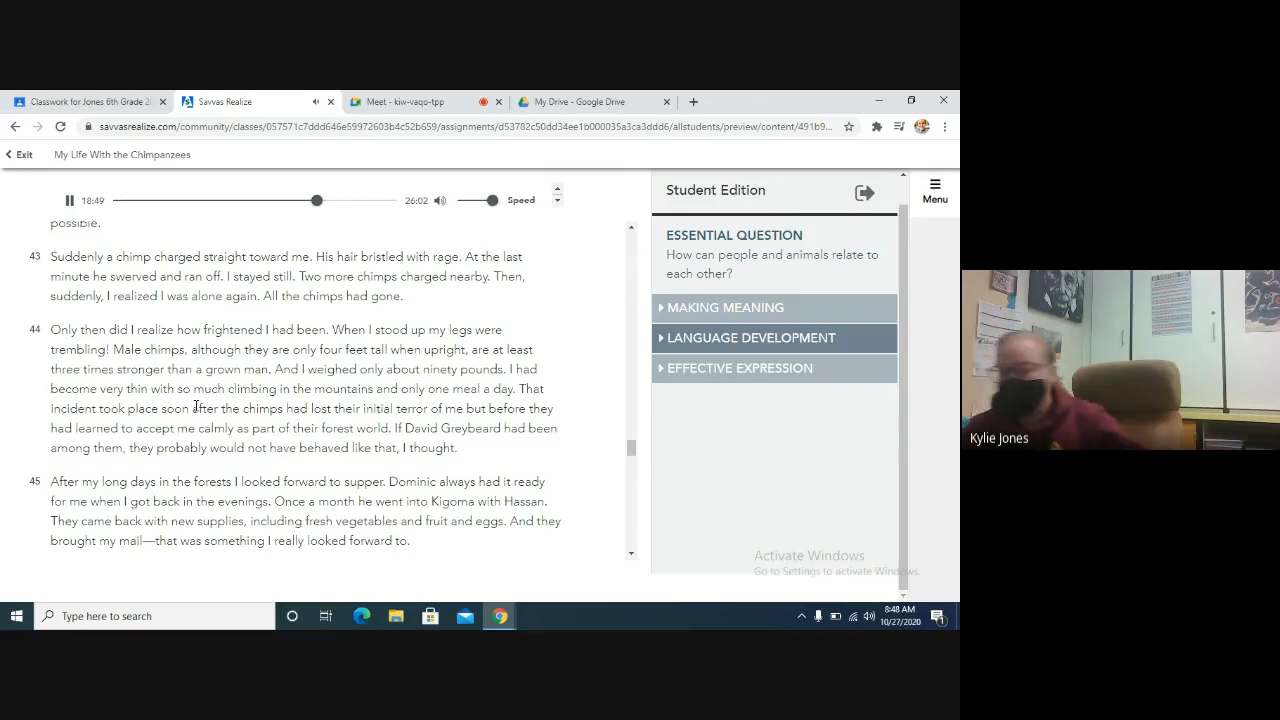 Classwork for Jones 6th Grade 2
Savvas Realize
Meet - kiw-vaqo-tpp
My Drive - Google Drive
savvasrealize.com/community/classes/057571c7ddd646e59972603b4c52b659/assignments/d53782c50dd34ee1b000035a3ca3ddd6/allstudents/preview/content/491b9...
Exit
My Life With the Chimpanzees
18:49
26:02
Speed
possible.
43 Suddenly a chimp charged straight toward me. His hair bristled with rage. At the last
minute he swerved and ran off. I stayed still. Two more chimps charged nearby. Then,
suddenly, I realized I was alone again. All the chimps had gone.
44 Only then did I realize how frightened I had been. When I stood up my legs were
trembling! Male chimps, although they are only four feet tall when upright, are at least
three times stronger than a grown man. And I weighed only about ninety pounds. I had
become very thin with so much climbing in the mountains and only one meal a day. That
incident took place soon after the chimps had lost their initial terror of me but before they
had learned to accept me calmly as part of their forest world. If David Greybeard had been
among them, they probably would not have behaved like that, I thought.
45 After my long days in the forests I looked forward to supper. Dominic always had it ready
for me when I got back in the evenings. Once a month he went into Kigoma with Hassan.
They came back with new supplies, including fresh vegetables and fruit and eggs. And they
brought my mail—that was something I really looked forward to.
Student Edition
Menu
ESSENTIAL QUESTION
How can people and animals relate to
each other?
MAKING MEANING
LANGUAGE DEVELOPMENT
EFFECTIVE EXPRESSION
Activate Windows
Go to Settings to activate Windows.
Type here to search
8:48 AM
10/27/2020
Kylie Jones